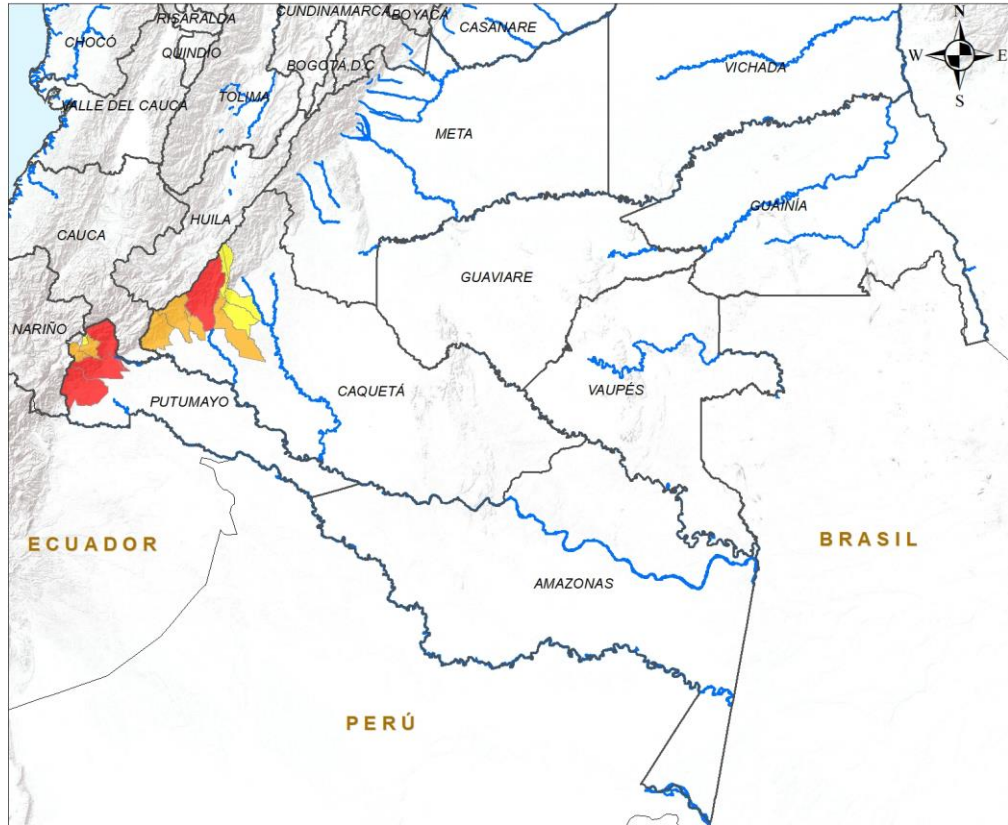 CUNDINAMARCA
BOYACÁ
RISARALDA
CASANARE
N
CHOCÓ
QUINDÍO
BOGOTÁ D.C
W
E
VICHADA
S
VALLE DEL CAUCA
TOLIMA
META
GUAINÍA
HUILA
CAUCA
GUAVIARE
NARIÑO
CAQUETÁ
VAUPÉS
PUTUMAYO
ECUADOR
BRASIL
AMAZONAS
PERÚ